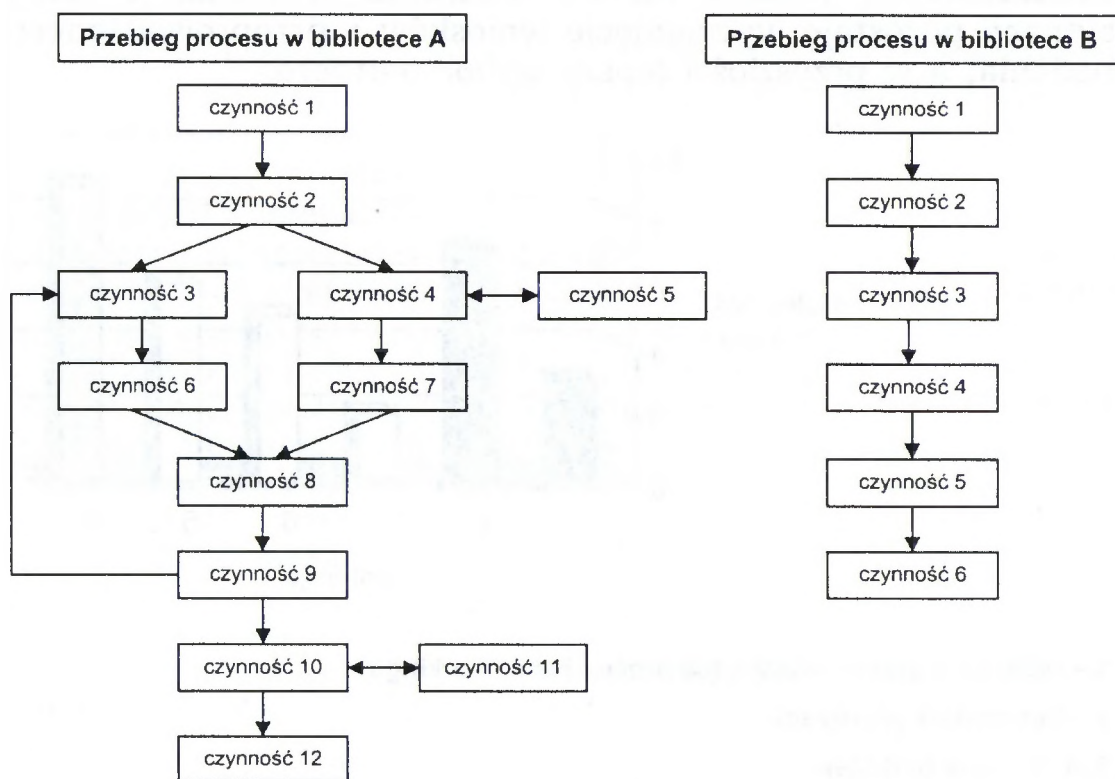 Przebieg procesu w bibliotece A
czynność 1
czynność 2
czynność 3
czynność 4
czynność 5
czynność 6
czynność 7
czynność 8
czynność 9
czynność 10
czynność 11
czynność 12
Przebieg procesu w bibliotece B
czynność 1
czynność 2
czynność 3
czynność 4
czynność 5
czynność 6